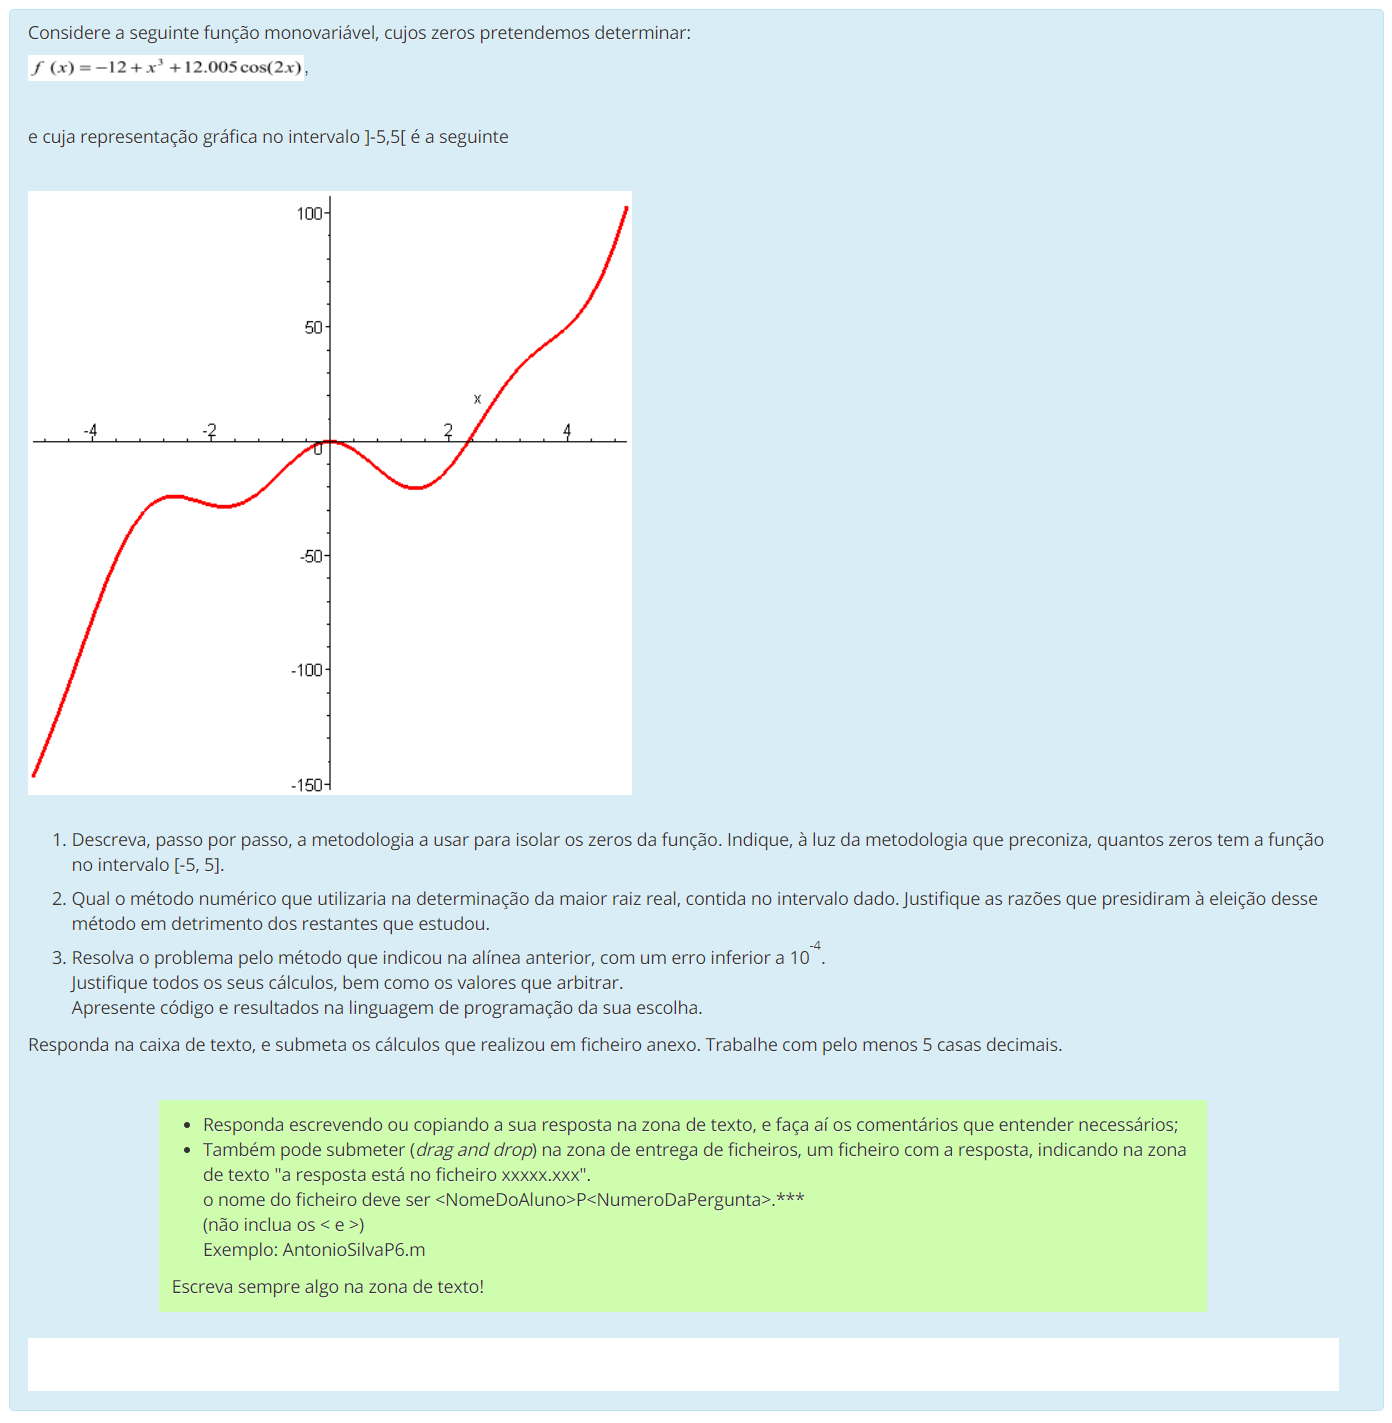 Considere a seguinte função monovariável, cujos zeros pretendemos determinar:
f (x) = −12 + x³ + 12.005 cos(2x),
e cuja representação gráfica no intervalo ]-5,5[ é a seguinte
100
50
x
-4
-2
2
4
0
-50
-100
-150
1. Descreva, passo por passo, a metodologia a usar para isolar os zeros da função. Indique, à luz da metodologia que preconiza, quantos zeros tem a função
no intervalo [-5, 5].
2. Qual o método numérico que utilizaria na determinação da maior raiz real, contida no intervalo dado. Justifique as razões que presidiram à eleição desse
método em detrimento dos restantes que estudou.
3. Resolva o problema pelo método que indicou na alínea anterior, com um erro inferior a 10⁻⁴.
Justifique todos os seus cálculos, bem como os valores que arbitrar.
Apresente código e resultados na linguagem de programação da sua escolha.
Responda na caixa de texto, e submeta os cálculos que realizou em ficheiro anexo. Trabalhe com pelo menos 5 casas decimais.
• Responda escrevendo ou copiando a sua resposta na zona de texto, e faça aí os comentários que entender necessários;
• Também pode submeter (drag and drop) na zona de entrega de ficheiros, um ficheiro com a resposta, indicando na zona
de texto "a resposta está no ficheiro xxxxx.xxx".
o nome do ficheiro deve ser <NomeDoAluno>P<NumeroDaPergunta>.***
(não inclua os < e >)
Exemplo: AntonioSilvaP6.m
Escreva sempre algo na zona de texto!